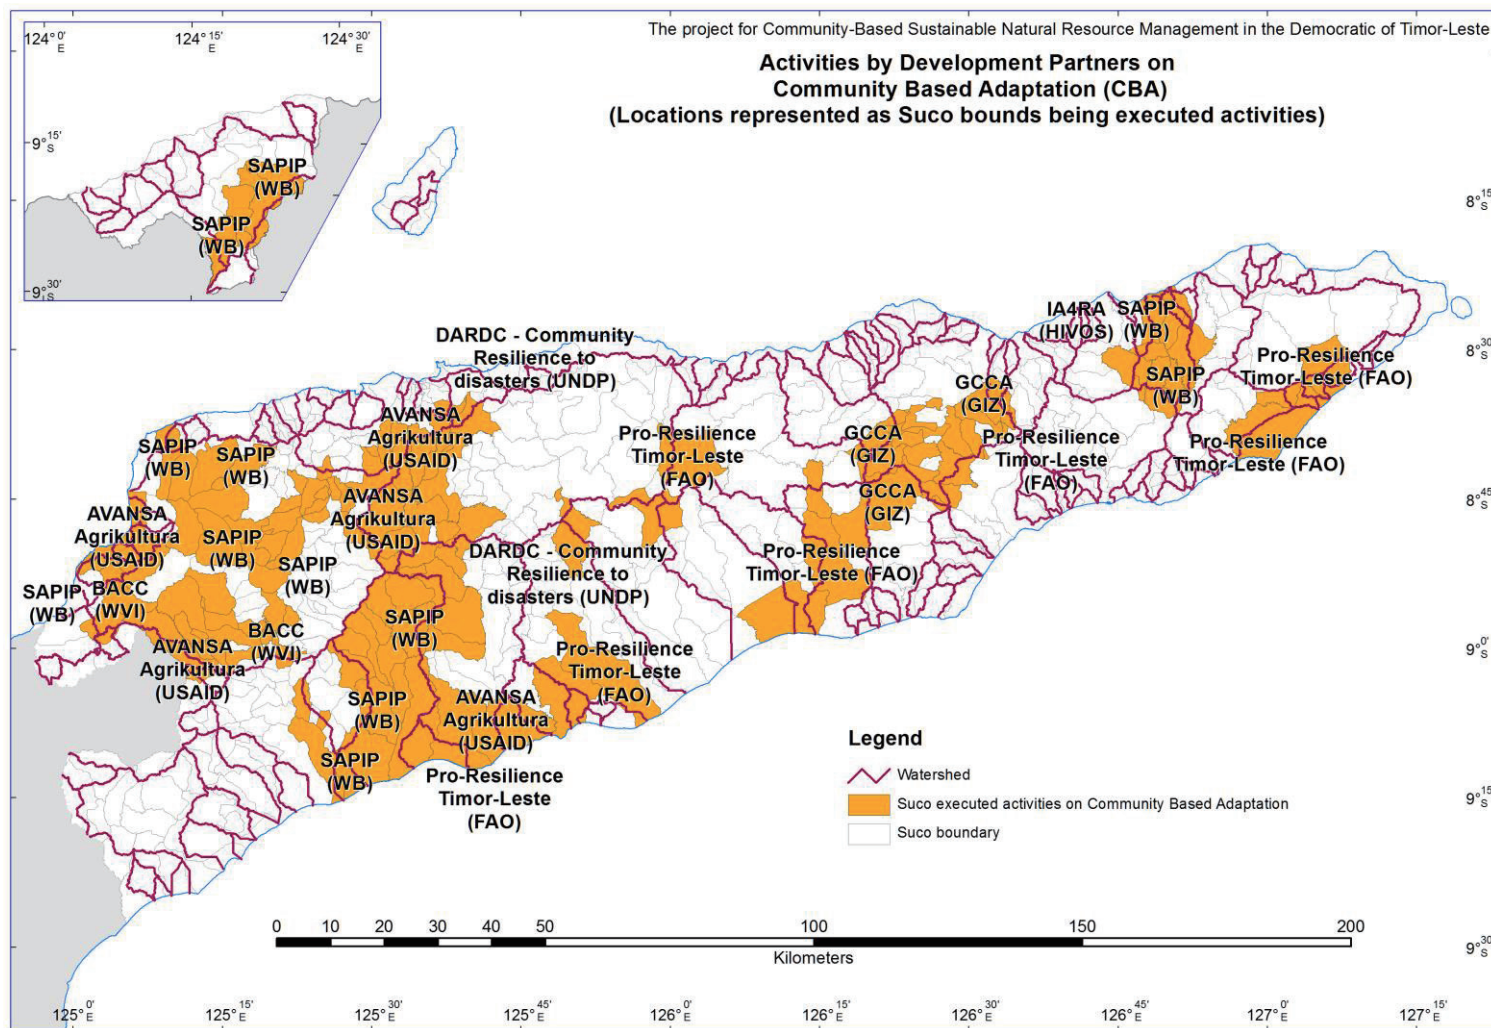 The project for Community-Based Sustainable Natural Resource Management in the Democratic of Timor-Leste
Activities by Development Partners on
Community Based Adaptation (CBA)
(Locations represented as Suco bounds being executed activities)
124° 0' E
124° 15' E
124° 30' E
9° 15' S
9° 30' S
SAPIP
(WB)
SAPIP
(WB)
8° 15' S
8° 30' S
8° 45' S
9° 0' S
9° 15' S
9° 30' S
DARDC - Community
Resilience to
disasters (UNDP)
IA4RA
(HIVOS)
SAPIP
(WB)
SAPIP
(WB)
Pro-Resilience
Timor-Leste (FAO)
Pro-Resilience
Timor-Leste (FAO)
GCCA
(GIZ)
GCCA
(GIZ)
GCCA
(GIZ)
Pro-Resilience
Timor-Leste
(FAO)
Pro-Resilience
Timor-Leste
(FAO)
AVANSA
Agrikultura
(USAID)
SAPIP
(WB)
SAPIP
(WB)
AVANSA
Agrikultura
(USAID)
AVANSA
Agrikultura
(USAID)
SAPIP
(WB)
SAPIP
(WB)
DARDC - Community
Resilience to
disasters (UNDP)
Pro-Resilience
Timor-Leste (FAO)
SAPIP
(WB)
BACC
(WVI)
BACC
(WVI)
SAPIP
(WB)
AVANSA
Agrikultura
(USAID)
Pro-Resilience
Timor-Leste
(FAO)
SAPIP
(WB)
AVANSA
Agrikultura
(USAID)
SAPIP
(WB)
Pro-Resilience
Timor-Leste
(FAO)
Legend
Watershed
Suco executed activities on Community Based Adaptation
Suco boundary
0 10 20 30 40 50 100 150 200
Kilometers
125° 0' E
125° 15' E
125° 30' E
125° 45' E
126° 0' E
126° 15' E
126° 30' E
126° 45' E
127° 0' E
127° 15' E